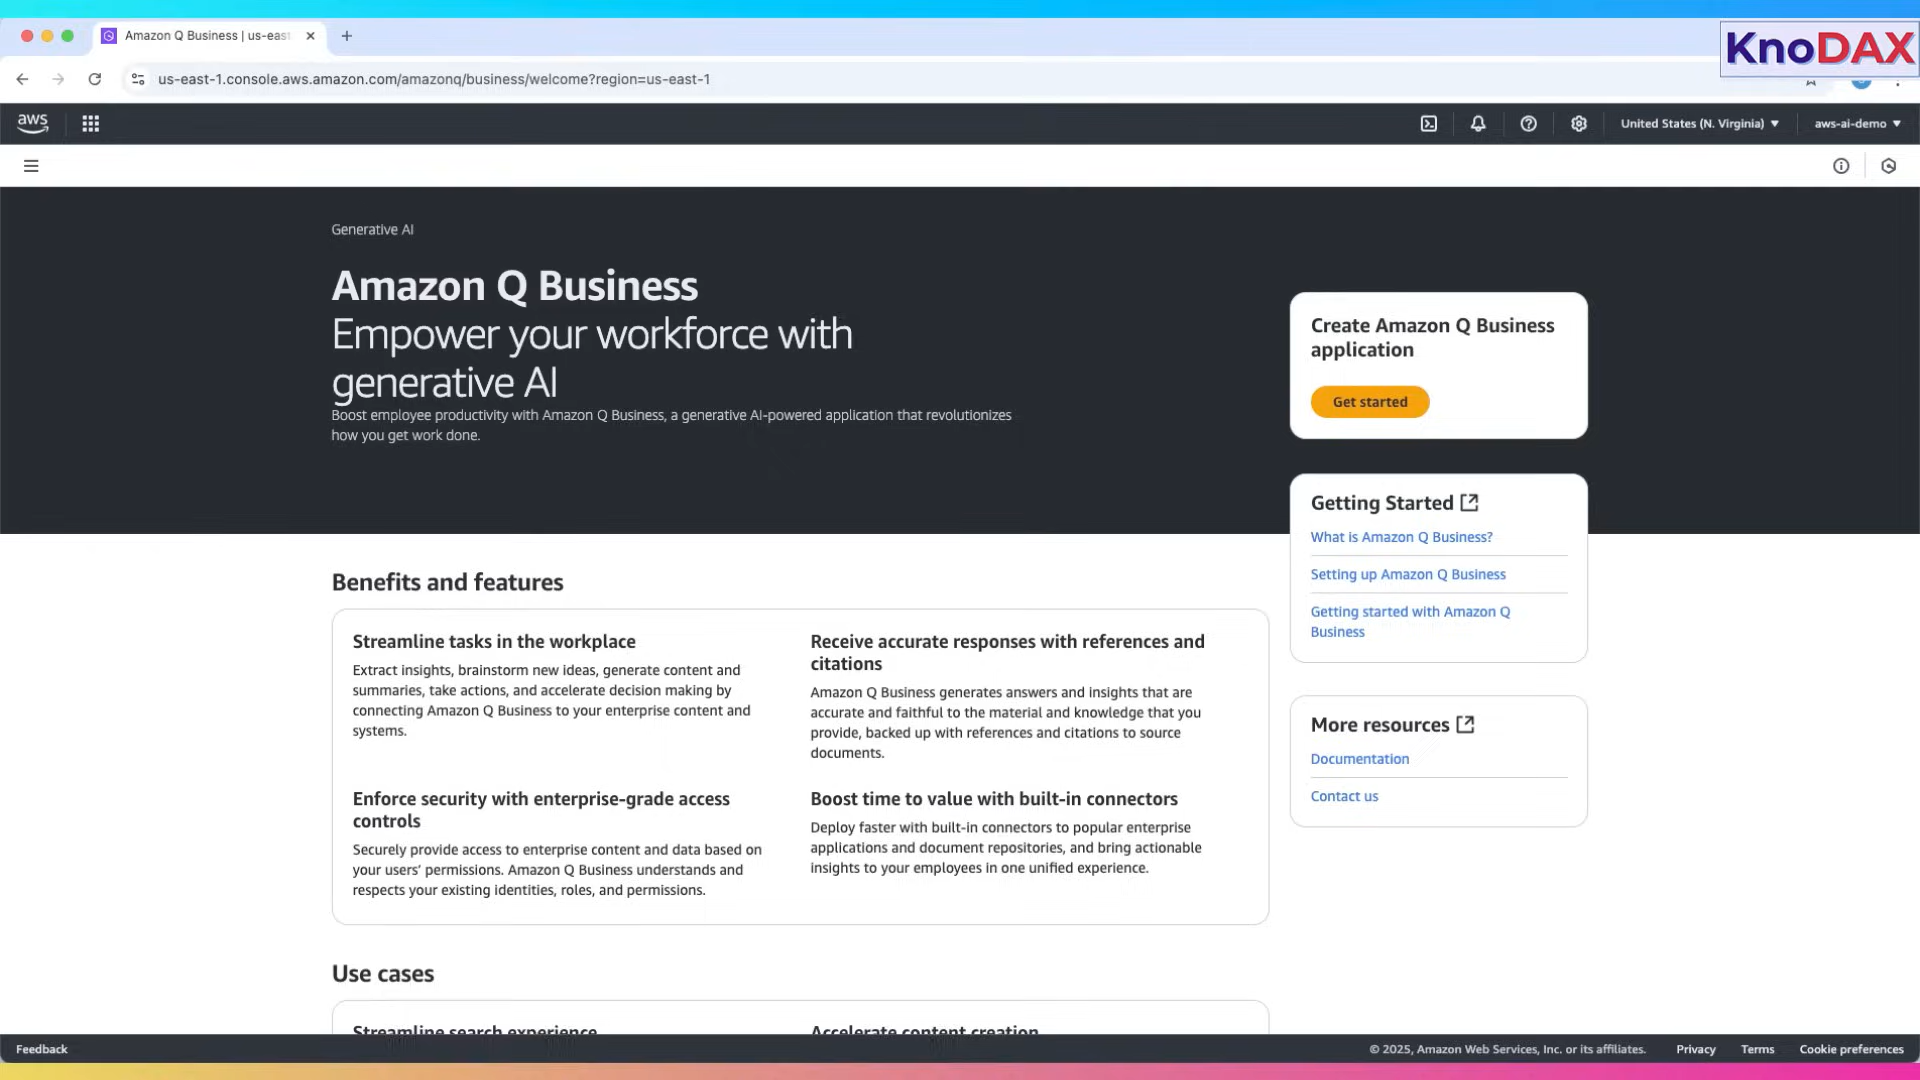 Amazon Q Business | us-east
KnoDAX
us-east-1.console.aws.amazon.com/amazonq/business/welcome?region=us-east-1
aws
United States (N. Virginia)
aws-ai-demo
Generative AI
Amazon Q Business
Empower your workforce with
generative AI
Boost employee productivity with Amazon Q Business, a generative AI-powered application that revolutionizes
how you get work done.
Create Amazon Q Business
application
Get started
Getting Started
What is Amazon Q Business?
Setting up Amazon Q Business
Getting started with Amazon Q
Business
More resources
Documentation
Contact us
Benefits and features
Streamline tasks in the workplace
Extract insights, brainstorm new ideas, generate content and
summaries, take actions, and accelerate decision making by
connecting Amazon Q Business to your enterprise content and
systems.
Receive accurate responses with references and
citations
Amazon Q Business generates answers and insights that are
accurate and faithful to the material and knowledge that you
provide, backed up with references and citations to source
documents.
Enforce security with enterprise-grade access
controls
Securely provide access to enterprise content and data based on
your users' permissions. Amazon Q Business understands and
respects your existing identities, roles, and permissions.
Boost time to value with built-in connectors
Deploy faster with built-in connectors to popular enterprise
applications and document repositories, and bring actionable
insights to your employees in one unified experience.
Use cases
Streamline search experience
Accelerate content creation
Feedback
© 2025, Amazon Web Services, Inc. or its affiliates.
Privacy
Terms
Cookie preferences